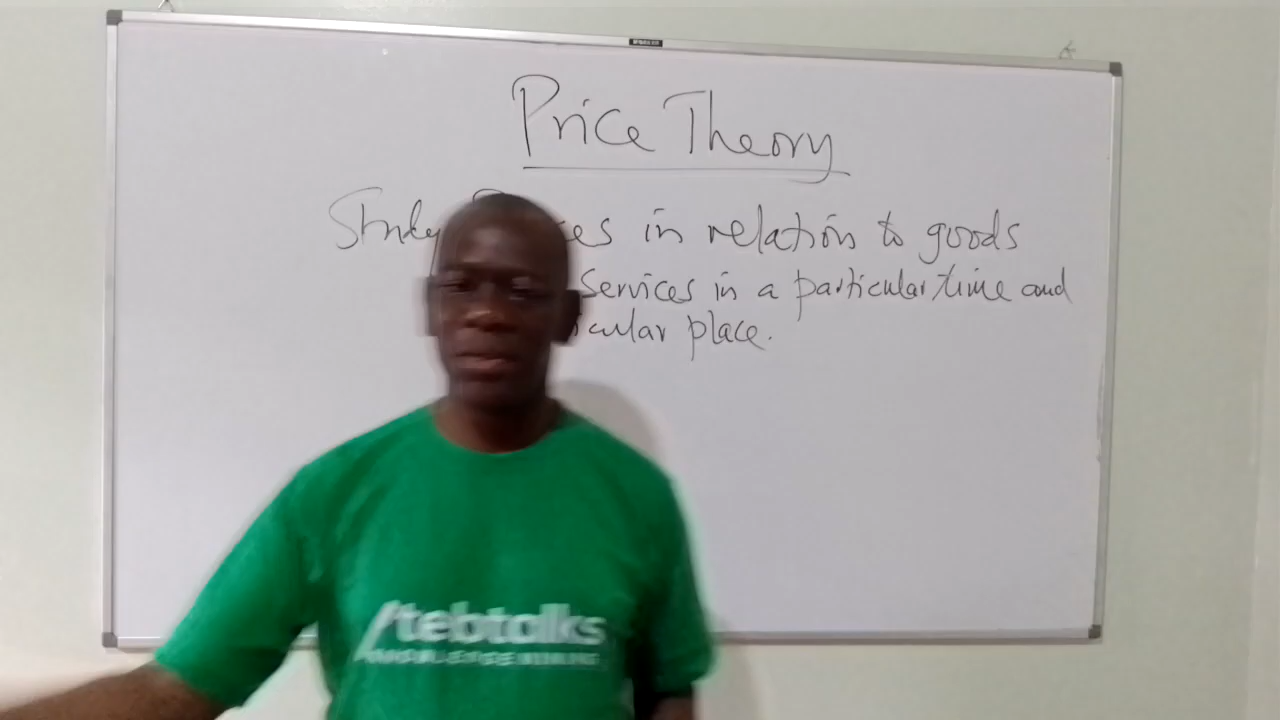 Price Theory
Study in relation to goods
Services in a particular time and
place.
/tebtalks